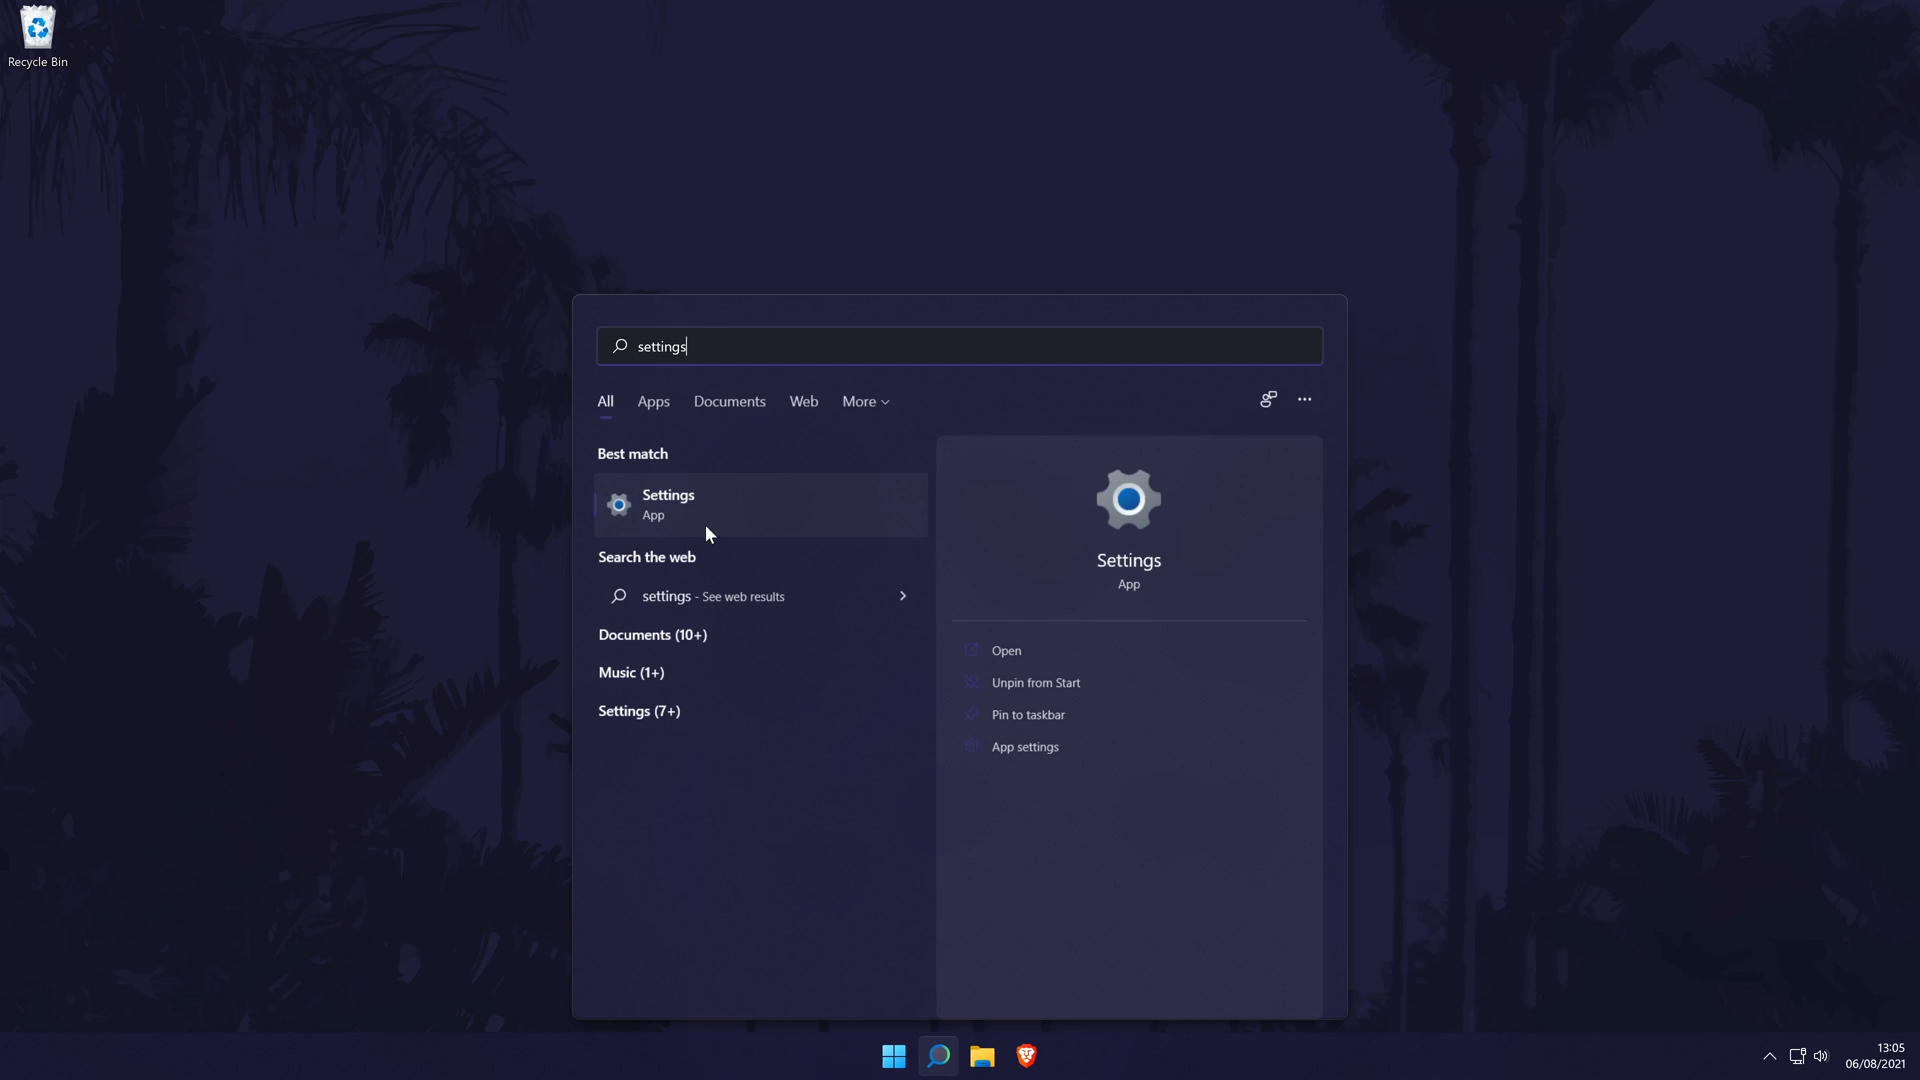 Recycle Bin
settings
All Apps Documents Web More
Best match
Settings
App
Search the web
settings - See web results
Documents (10+)
Music (1+)
Settings (7+)
Settings
App
Open
Unpin from Start
Pin to taskbar
App settings
13:05
06/08/2021